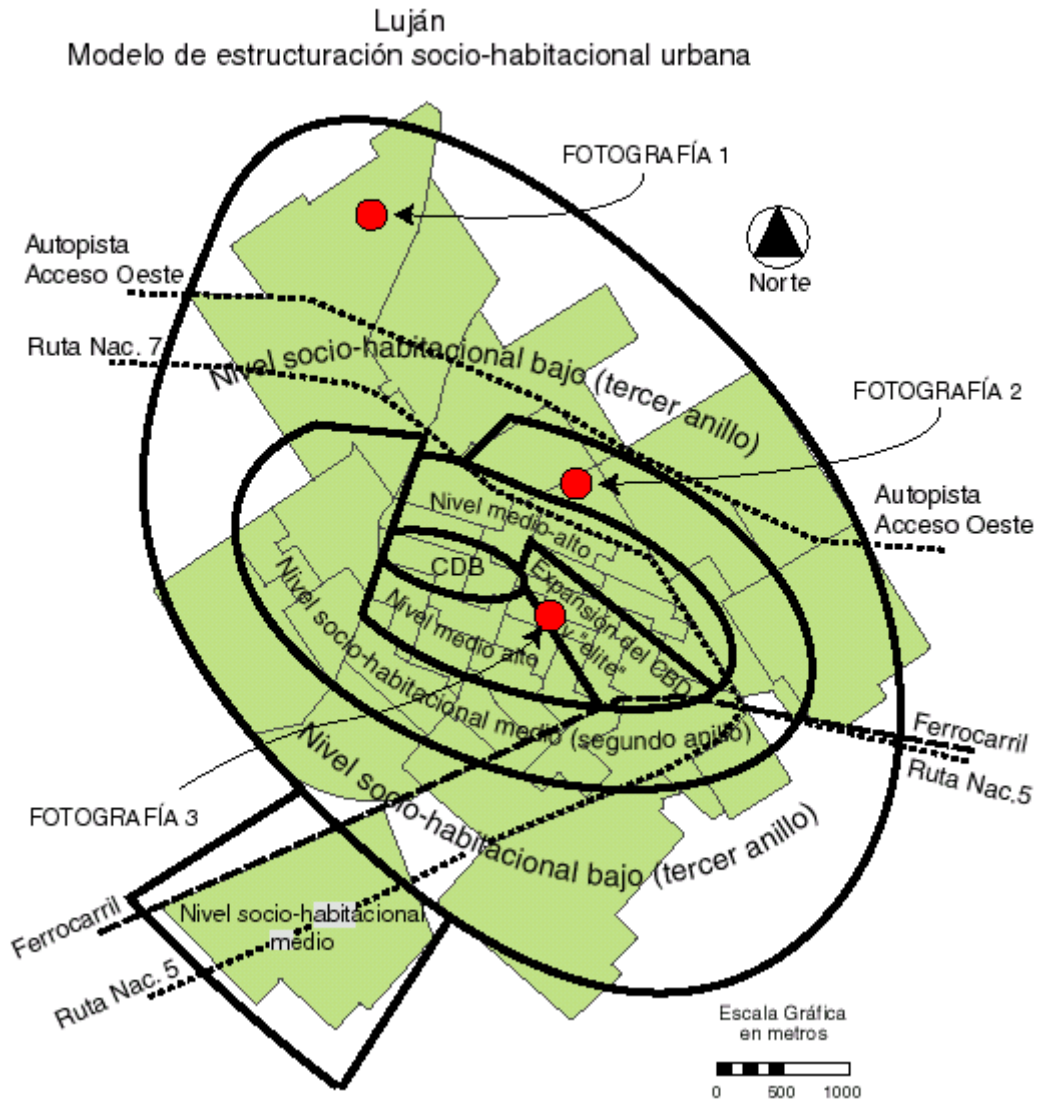 Luján
Modelo de estructuración socio-habitacional urbana
FOTOGRAFÍA 1
Autopista
Acceso Oeste
Norte
Ruta Nac. 7
Nivel socio-habitacional bajo (tercer anillo)
FOTOGRAFÍA 2
Autopista
Acceso Oeste
Nivel medio-alto
CDB
Expansión del CBD
y "élite"
Nivel medio alto
Nivel socio-habitacional medio (segundo anillo)
Nivel socio-habitacional bajo (tercer anillo)
Ferrocarril
Ruta Nac.5
FOTOGRAFÍA 3
Nivel socio-habitacional
medio
Ferrocarril
Ruta Nac. 5
Escala Gráfica
en metros
0 500 1000